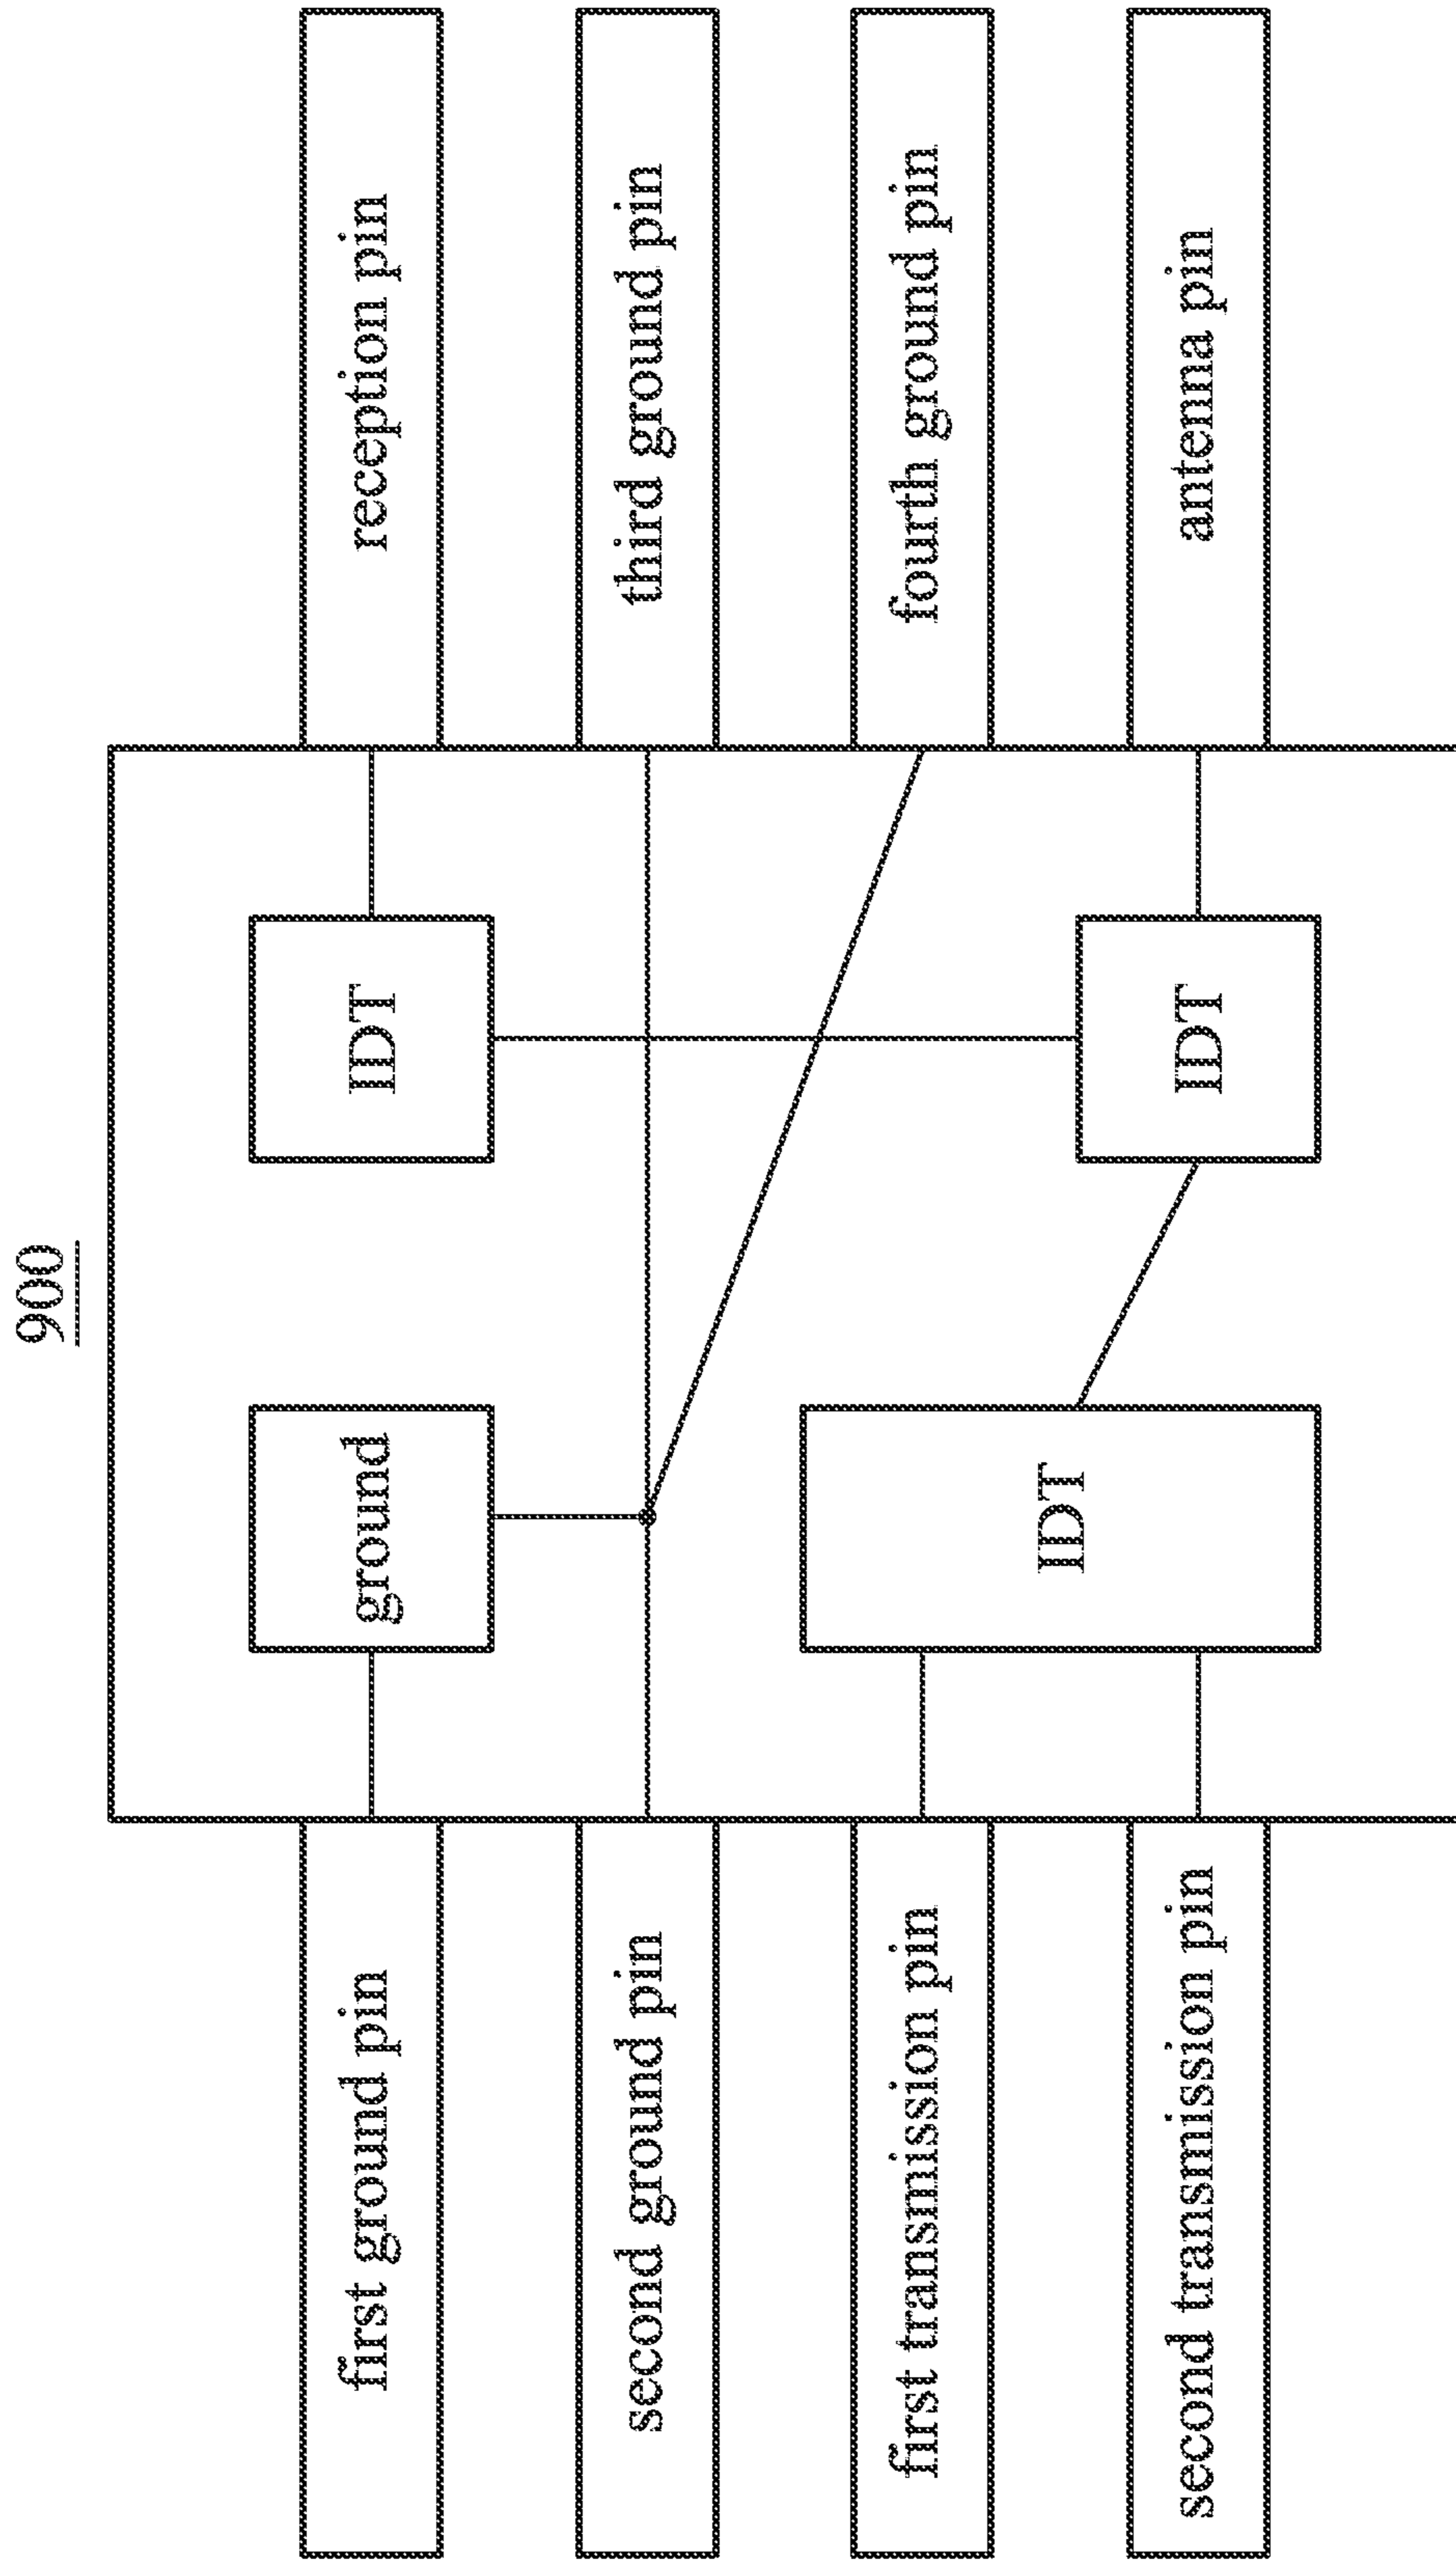 900
first ground pin
ground
IDT
reception pin
second ground pin
third ground pin
first transmission pin
fourth ground pin
IDT
second transmission pin
IDT
antenna pin